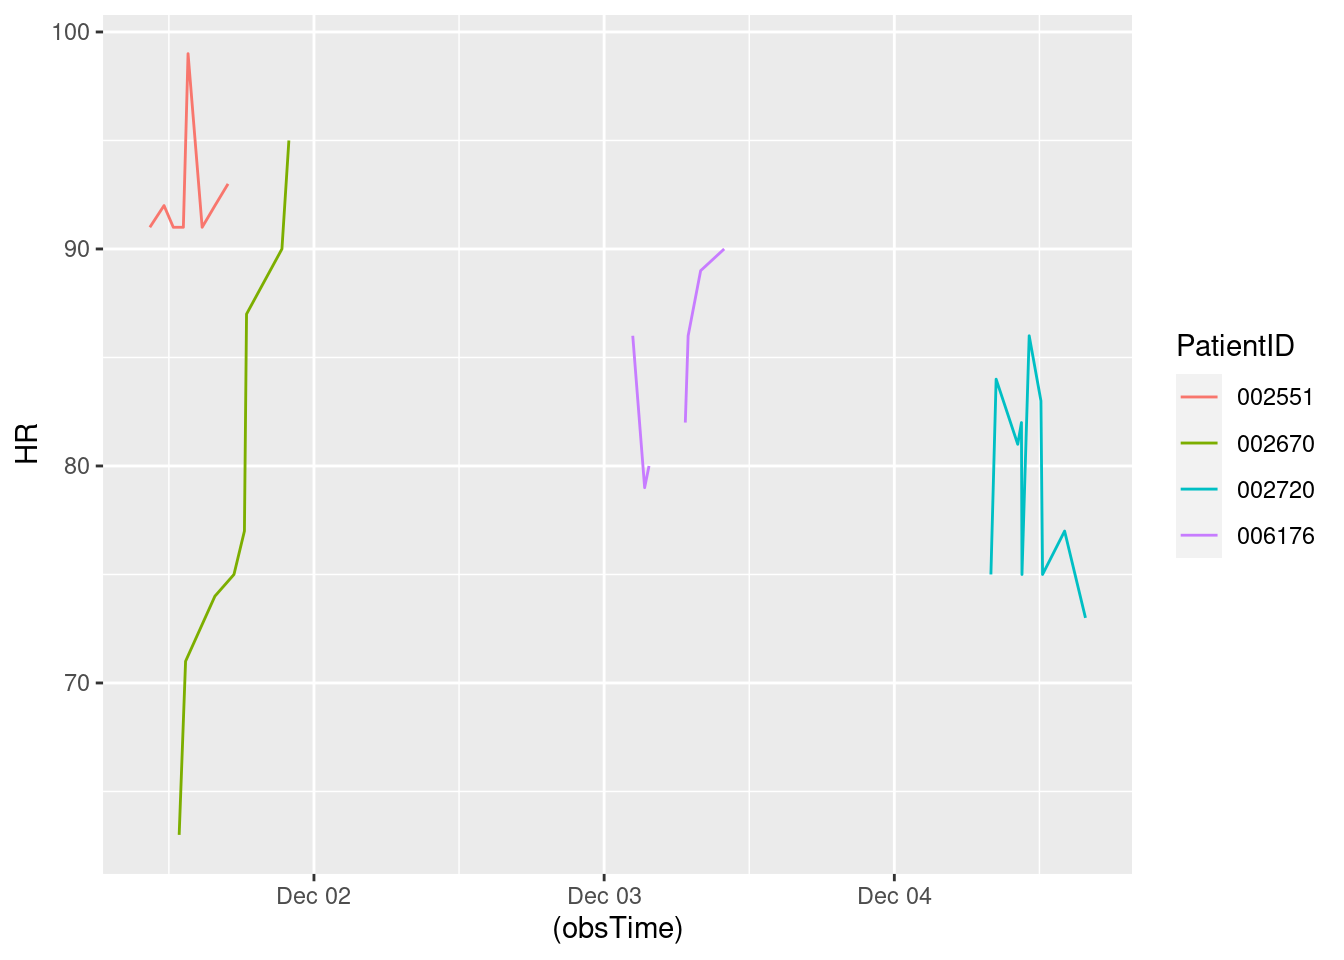 100
90
80
70
HR
Dec 02
Dec 03
Dec 04
(obsTime)
PatientID
002551
002670
002720
006176